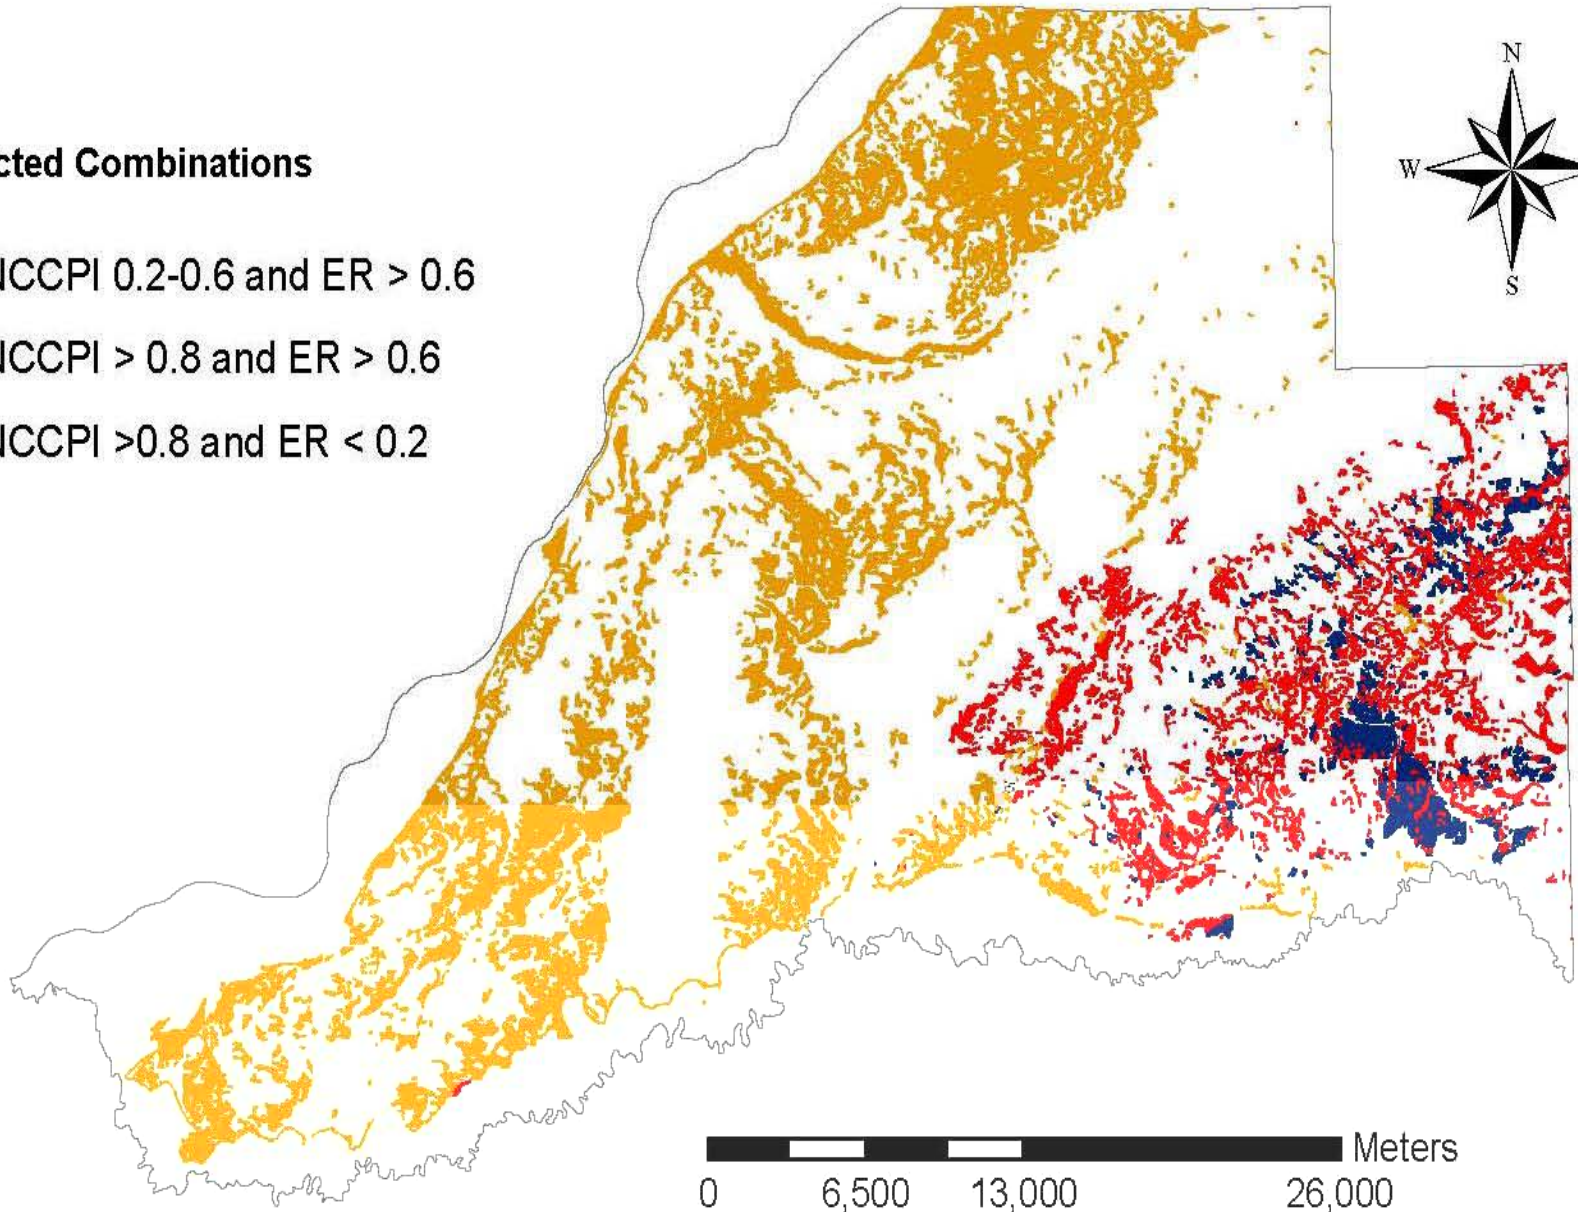 cted Combinations
NCCPI 0.2-0.6 and ER > 0.6
NCCPI > 0.8 and ER > 0.6
NCCPI >0.8 and ER < 0.2
N
W
S
Meters
0 6,500 13,000 26,000